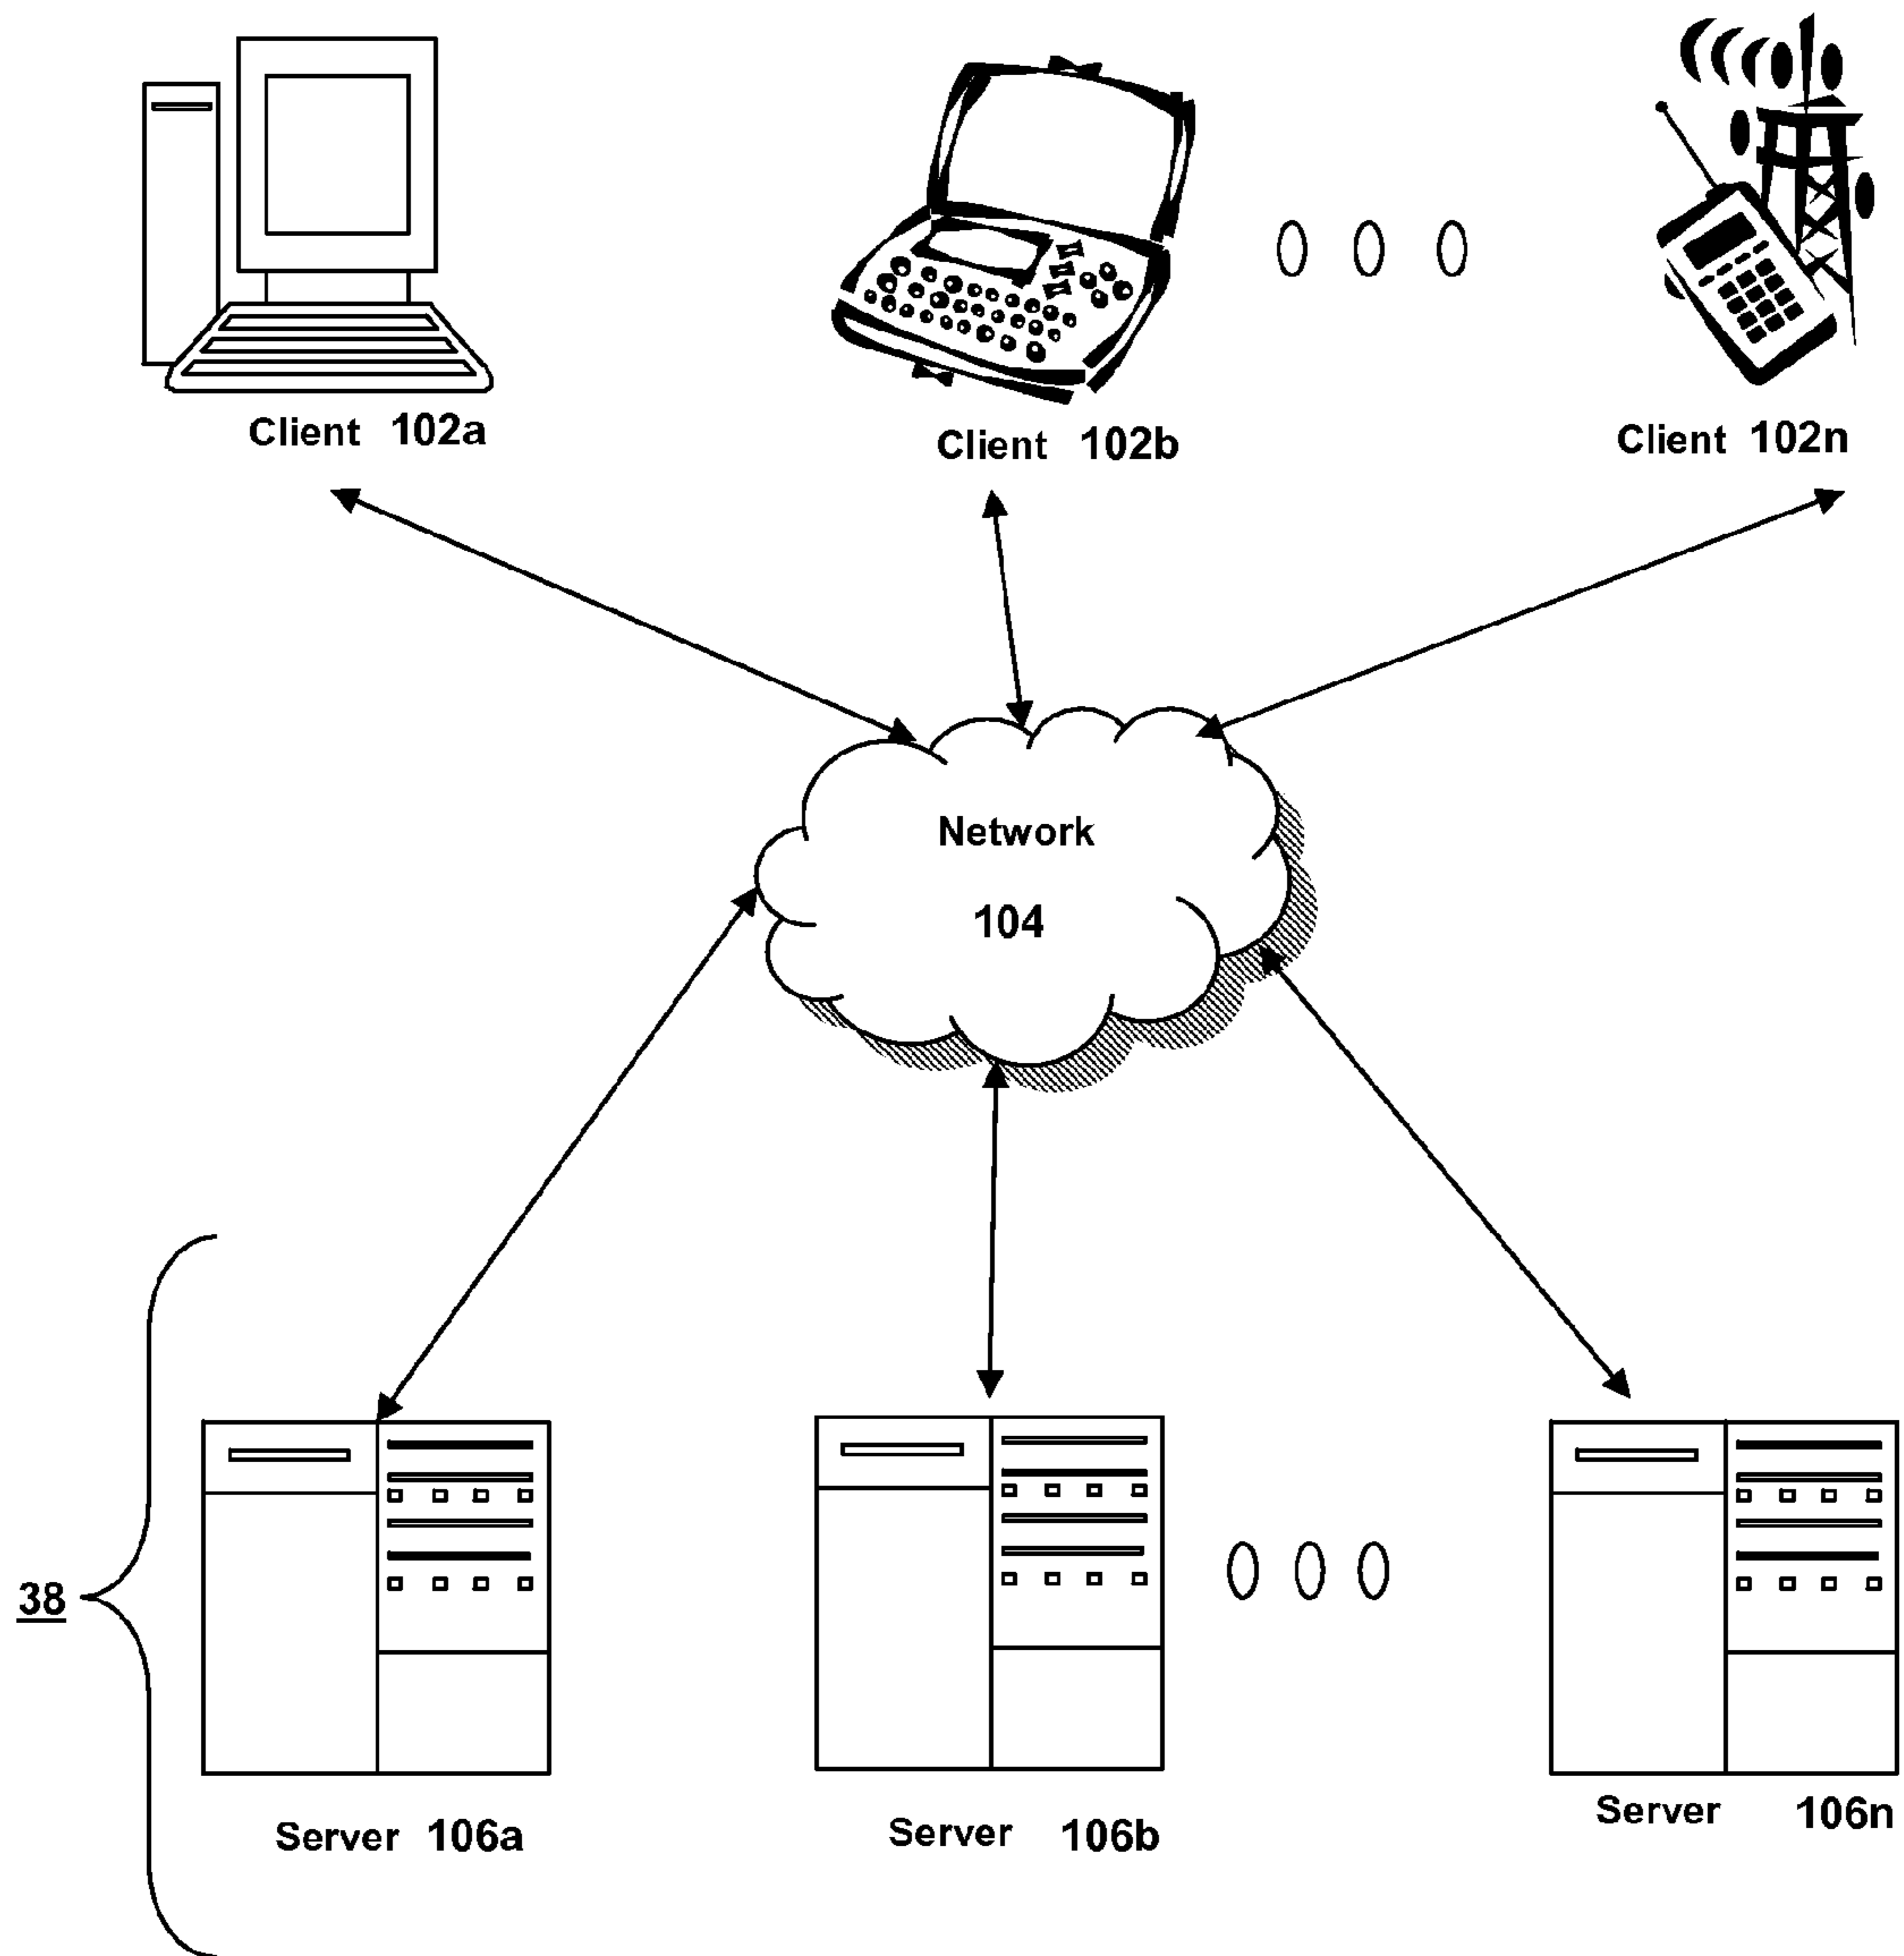 Client 102a
Client 102b
Client 102n
Network
104
38
Server 106a
Server 106b
Server 106n